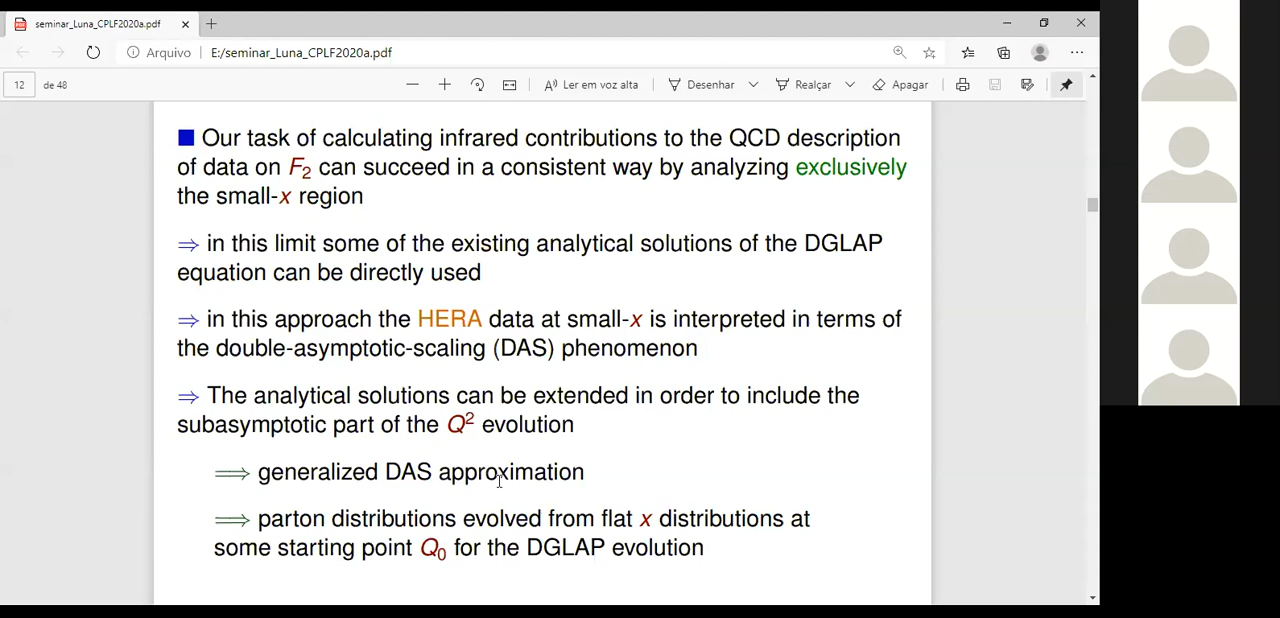 seminar_Luna_CPLF2020a.pdf
Arquivo E:/seminar_Luna_CPLF2020a.pdf
12 de 48 Ler em voz alta Desenhar Realçar Apagar
Our task of calculating infrared contributions to the QCD description
of data on F2 can succeed in a consistent way by analyzing exclusively
the small-x region
⇒ in this limit some of the existing analytical solutions of the DGLAP
equation can be directly used
⇒ in this approach the HERA data at small-x is interpreted in terms of
the double-asymptotic-scaling (DAS) phenomenon
⇒ The analytical solutions can be extended in order to include the
subasymptotic part of the Q² evolution
⟹ generalized DAS approximation
⟹ parton distributions evolved from flat x distributions at
some starting point Q0 for the DGLAP evolution